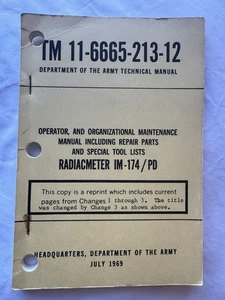 TM 11-6665-213-12
DEPARTMENT OF THE ARMY TECHNICAL MANUAL
OPERATOR, AND ORGANIZATIONAL MAINTENANCE
MANUAL INCLUDING REPAIR PARTS
AND SPECIAL TOOL LISTS
RADIACMETER IM-174/PD
This copy is a reprint which includes current
pages from Changes 1 through 3. The title
was changed by Change 3 as shown above.
HEADQUARTERS, DEPARTMENT OF THE ARMY
JULY 1969